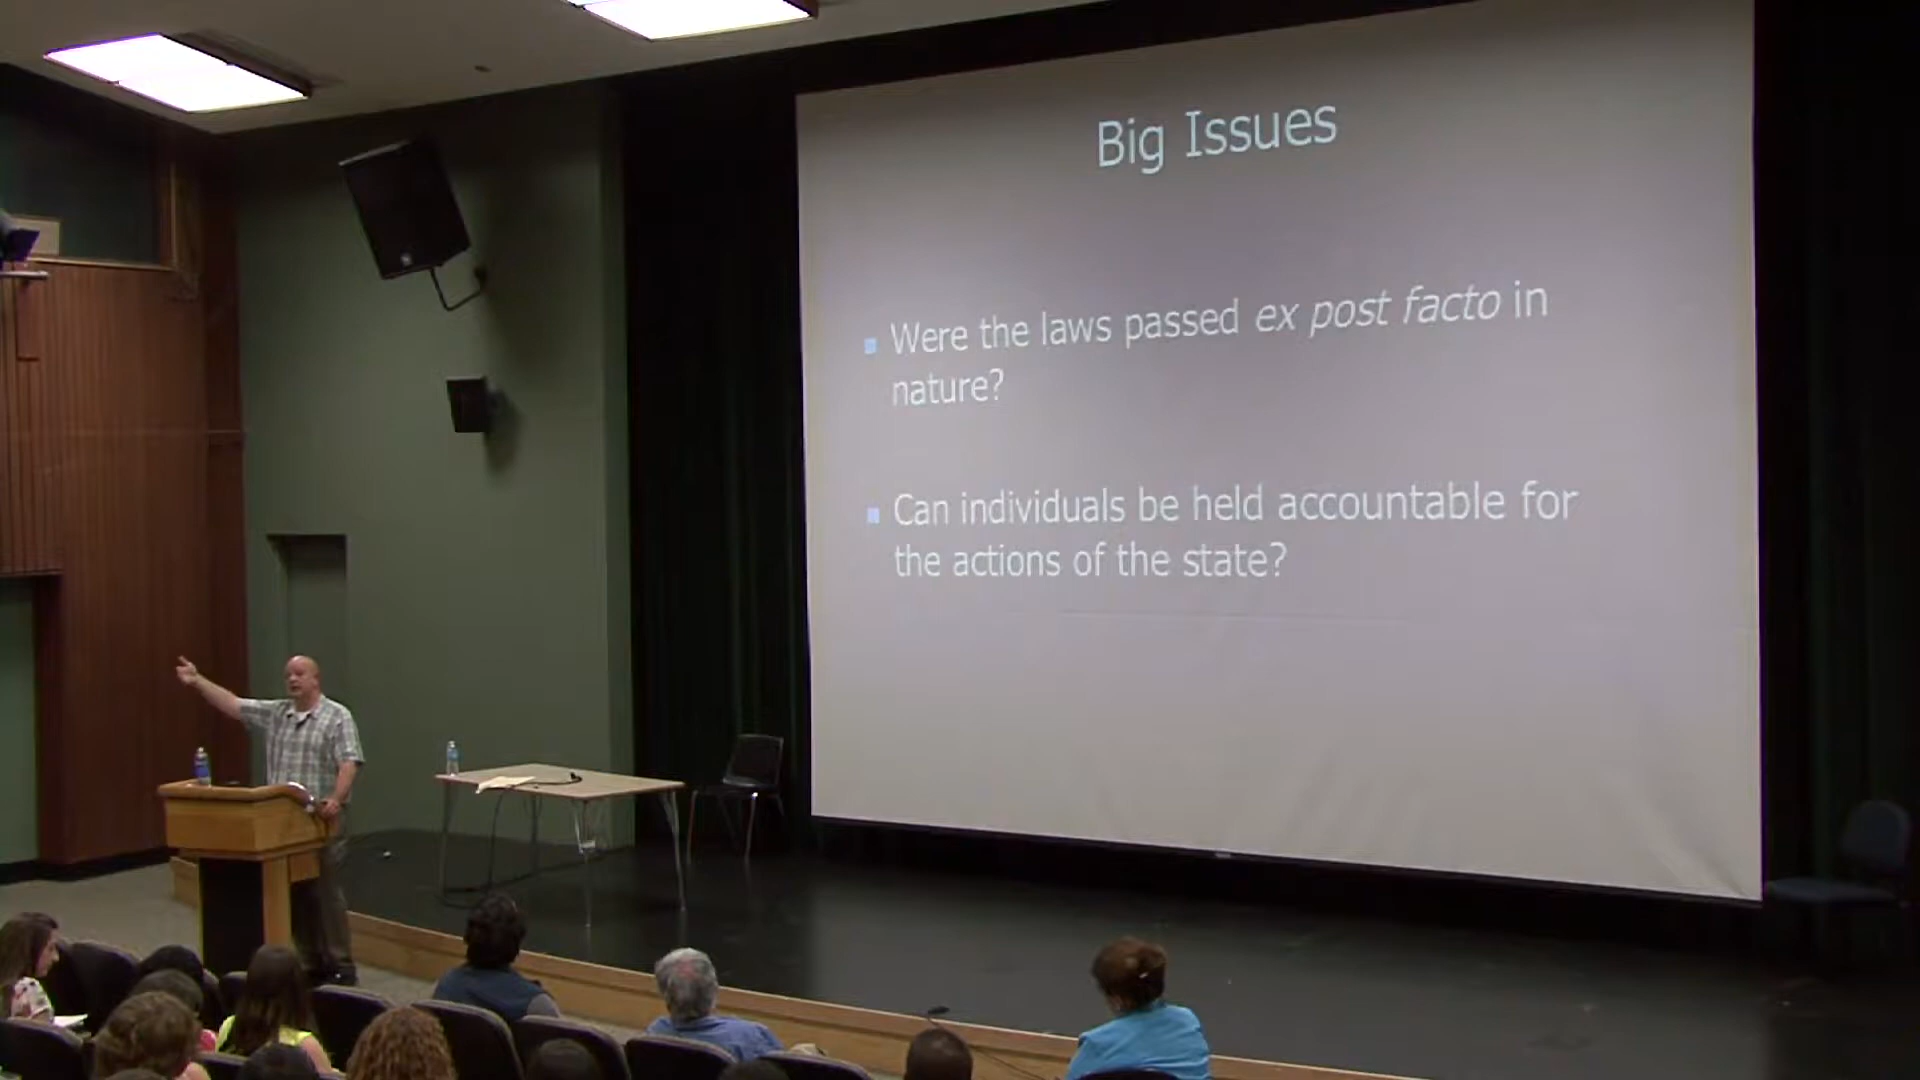 Big Issues
Were the laws passed ex post facto in
nature?
Can individuals be held accountable for
the actions of the state?